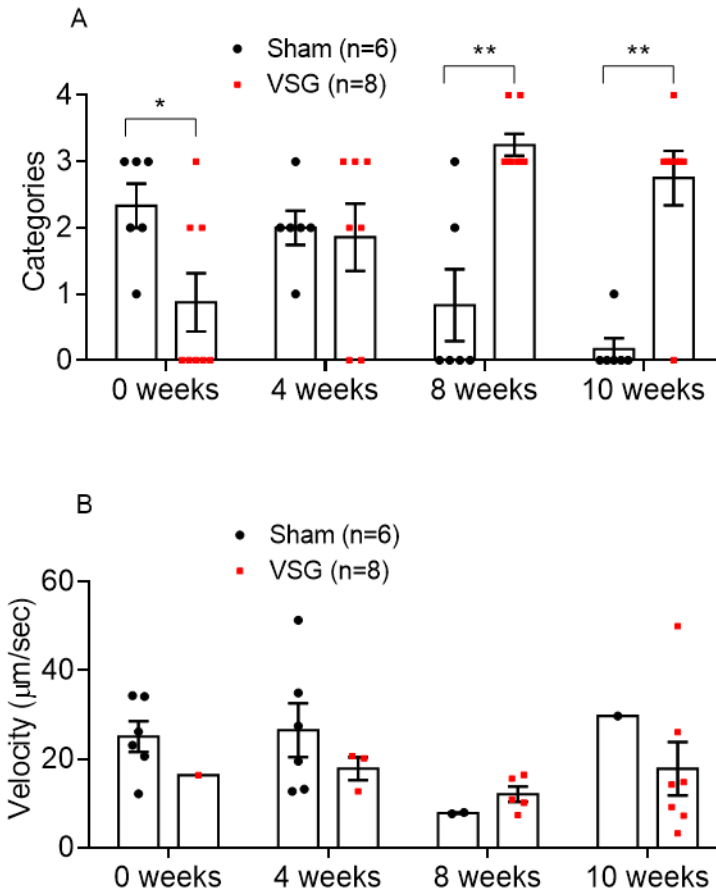 A
Sham (n=6)
VSG (n=8)
** **
*
4
3
2
1
0
Categories
0 weeks 4 weeks 8 weeks 10 weeks
B
Sham (n=6)
VSG (n=8)
60
40
20
0
Velocity (μm/sec)
0 weeks 4 weeks 8 weeks 10 weeks